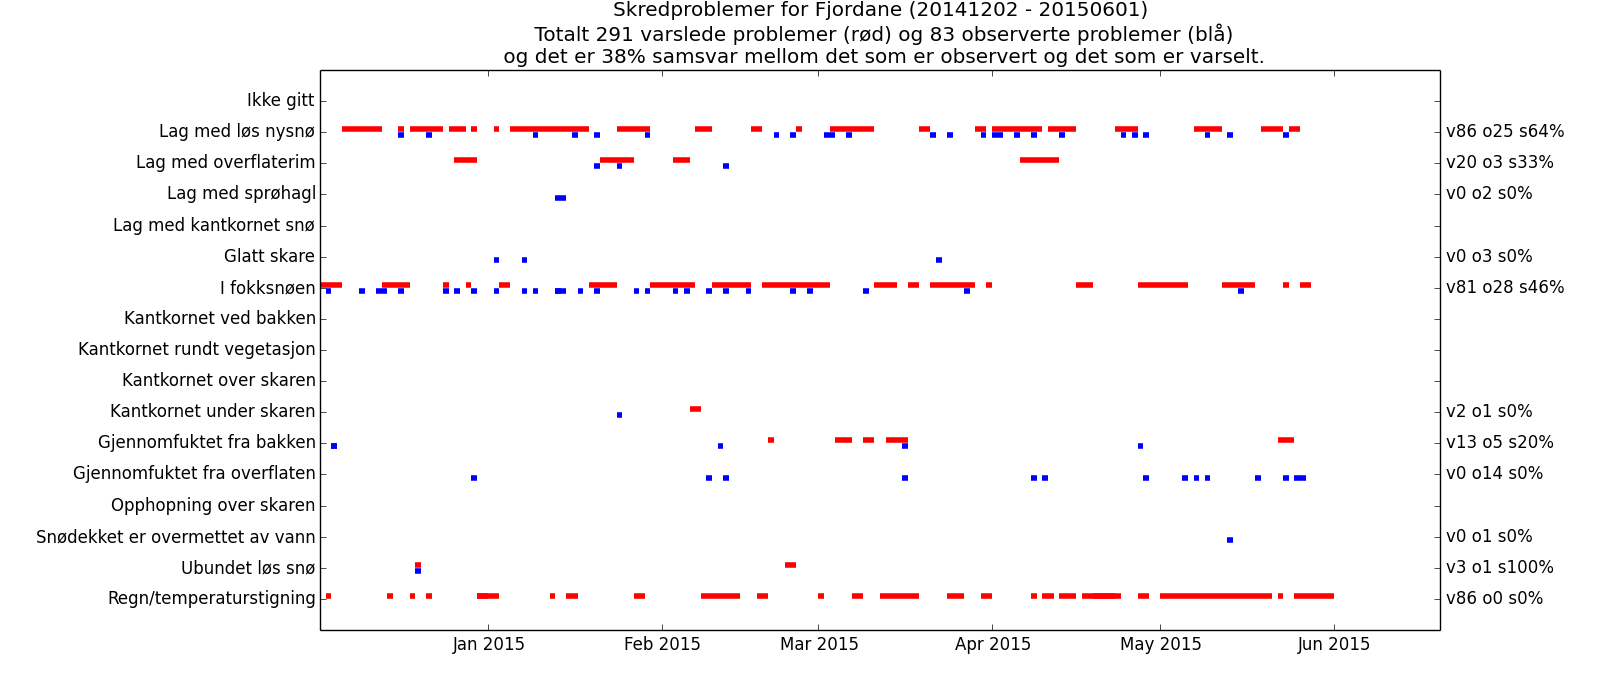 Skredproblemer for Fjordane (20141202 - 20150601)
Totalt 291 varslede problemer (rød) og 83 observerte problemer (blå)
og det er 38% samsvar mellom det som er observert og det som er varselt.
Ikke gitt
Lag med løs nysnø v86 o25 s64%
Lag med overflaterim v20 o3 s33%
Lag med sprøhagl v0 o2 s0%
Lag med kantkornet snø
Glatt skare v0 o3 s0%
I fokksnøen v81 o28 s46%
Kantkornet ved bakken
Kantkornet rundt vegetasjon
Kantkornet over skaren
Kantkornet under skaren v2 o1 s0%
Gjennomfuktet fra bakken v13 o5 s20%
Gjennomfuktet fra overflaten v0 o14 s0%
Opphopning over skaren
Snødekket er overmettet av vann v0 o1 s0%
Ubundet løs snø v3 o1 s100%
Regn/temperaturstigning v86 o0 s0%
Jan 2015 Feb 2015 Mar 2015 Apr 2015 May 2015 Jun 2015